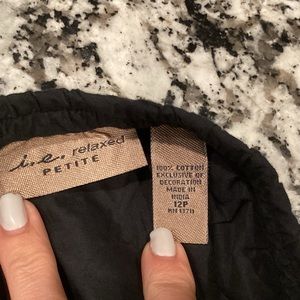 i.e. relaxed
PETITE
100% COTTON
EXCLUSIVE OF
DECORATION
MADE IN
INDIA
12P